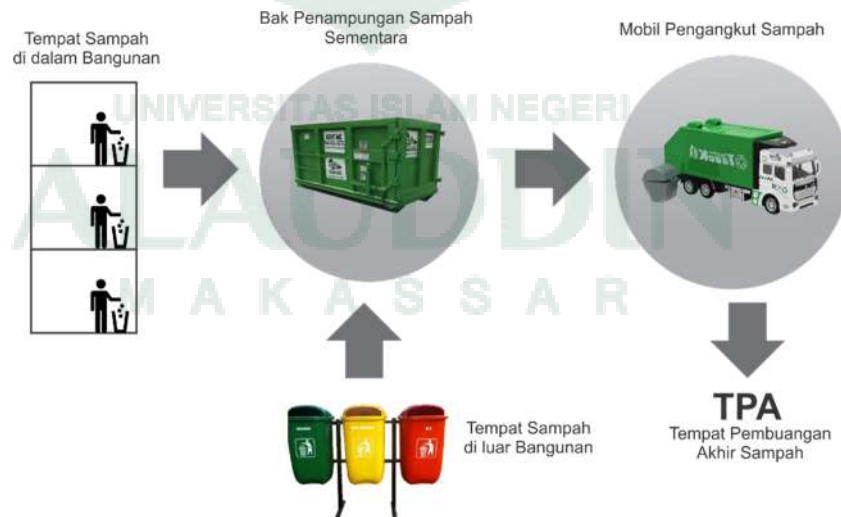 Tempat Sampah
di dalam Bangunan
Bak Penampungan Sampah
Sementara
Mobil Pengangkut Sampah
UNIVERSITAS ISLAM NEGERI
ALAUDDIN
MAKASSAR
Tempat Sampah
di luar Bangunan
TPA
Tempat Pembuangan
Akhir Sampah